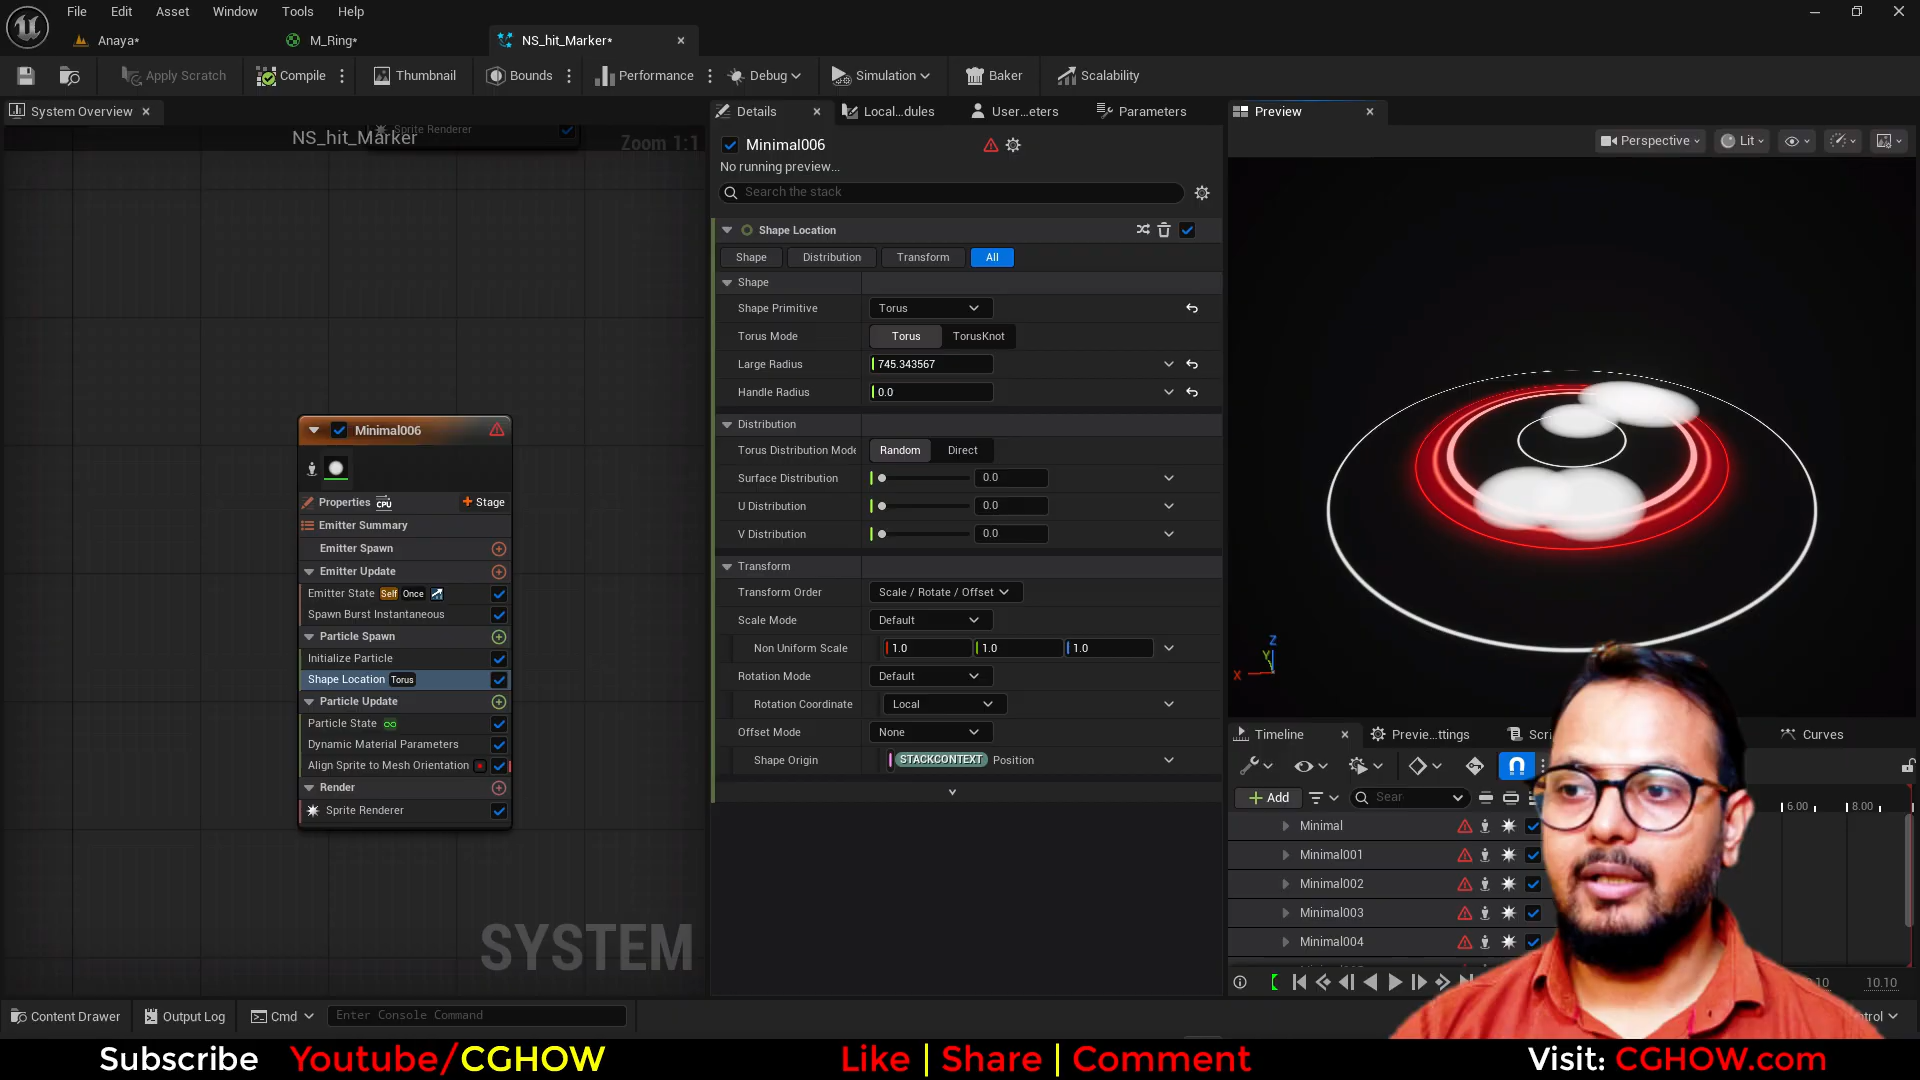 File Edit Asset Window Tools Help
Anaya* M_Ring* NS_hit_Marker*
Apply Scratch Compile Thumbnail Bounds Performance Debug Simulation Baker Scalability
System Overview Details Local...dules User...eters Parameters Preview
Sprite Renderer
NS_hit_Marker Zoom 1:1
Minimal006
No running preview...
Search the stack
Perspective Lit
Shape Location
Shape Distribution Transform All
Shape
Shape Primitive Torus
Torus Mode Torus TorusKnot
Large Radius 745.343567
Handle Radius 0.0
Distribution
Torus Distribution Mode Random Direct
Surface Distribution 0.0
U Distribution 0.0
V Distribution 0.0
Transform
Transform Order Scale / Rotate / Offset
Scale Mode Default
Non Uniform Scale 1.0 1.0 1.0
Rotation Mode Default
Rotation Coordinate Local
Offset Mode None
Shape Origin STACKCONTEXT Position
Minimal006
Properties CPU Stage
Emitter Summary
Emitter Spawn
Emitter Update
Emitter State Self Once
Spawn Burst Instantaneous
Particle Spawn
Initialize Particle
Shape Location Torus
Particle Update
Particle State
Dynamic Material Parameters
Align Sprite to Mesh Orientation
Render
Sprite Renderer
SYSTEM
Z
Y
X
Timeline Previe...ttings Scri Curves
Add Sear 6.00 8.00
Minimal
Minimal001
Minimal002
Minimal003
Minimal004
10.10
Content Drawer Output Log Cmd Enter Console Command
Subscribe Youtube/CGHOW Like | Share | Comment Visit: CGHOW.com